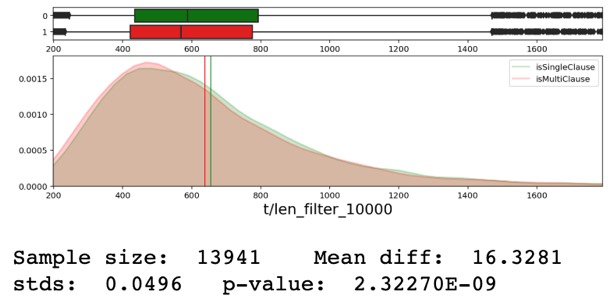 0
1
200 400 600 800 1000 1200 1400 1600
isSingleClause
isMultiClause
0.0015
0.0010
0.0005
0.0000
200 400 600 800 1000 1200 1400 1600
t/len_filter_10000
Sample size: 13941 Mean diff: 16.3281
stds: 0.0496 p-value: 2.32270E-09